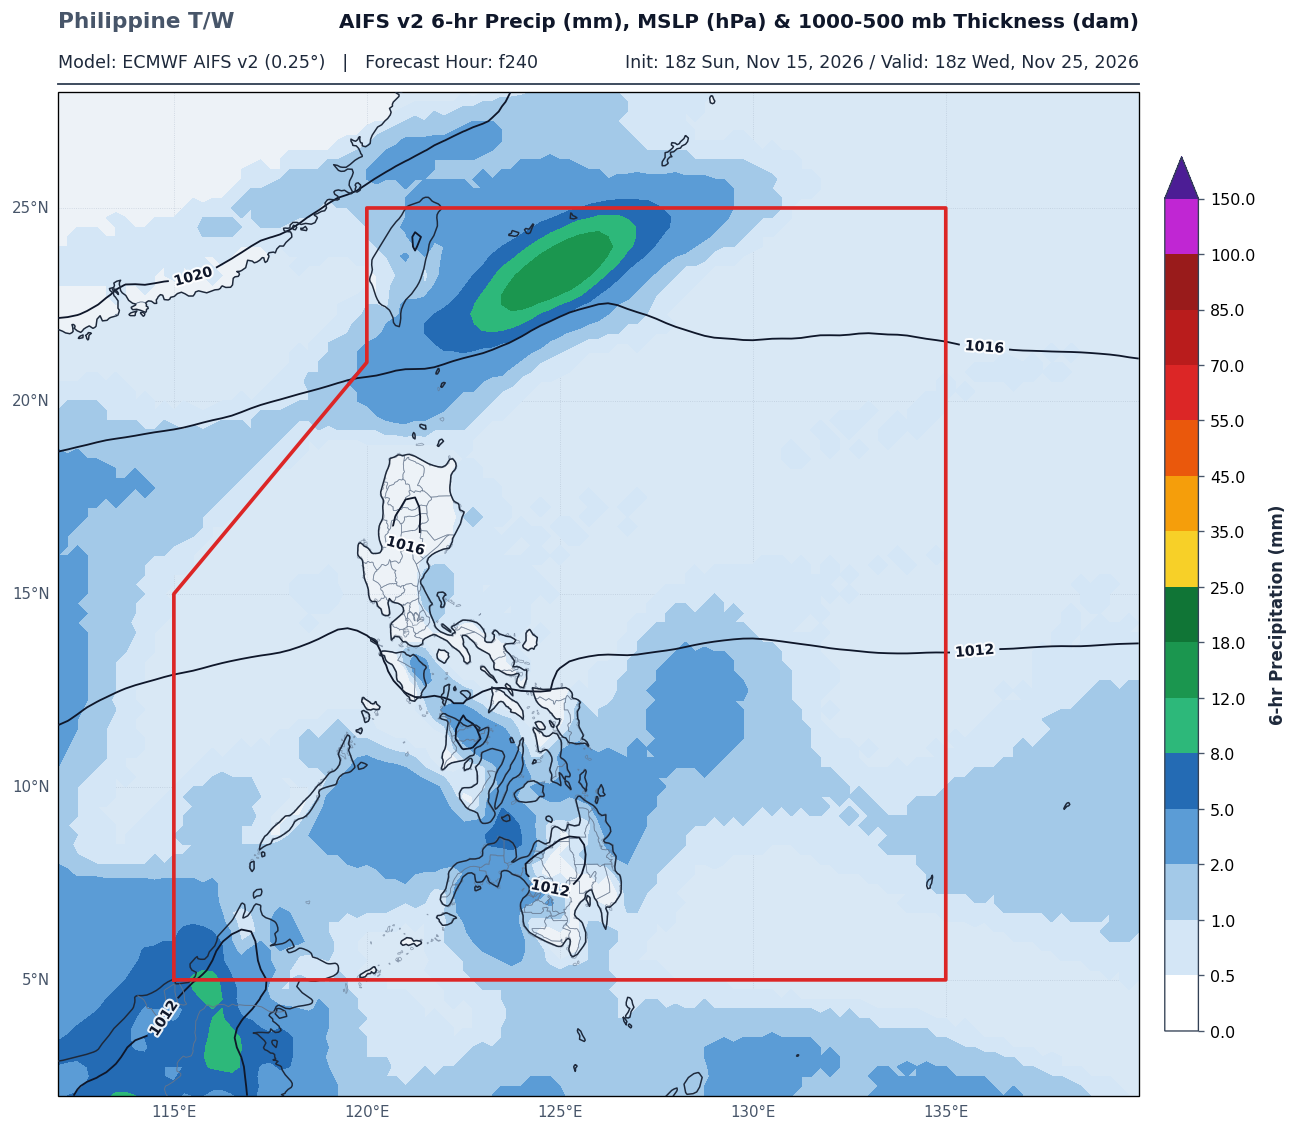 Philippine T/W
AIFS v2 6-hr Precip (mm), MSLP (hPa) & 1000-500 mb Thickness (dam)
Model: ECMWF AIFS v2 (0.25°) | Forecast Hour: f240
Init: 18z Sun, Nov 15, 2026 / Valid: 18z Wed, Nov 25, 2026
25°N
20°N
15°N
10°N
5°N
115°E
120°E
125°E
130°E
135°E
1020
1016
1016
1012
1012
1012
150.0
100.0
85.0
70.0
55.0
45.0
35.0
25.0
18.0
12.0
8.0
5.0
2.0
1.0
0.5
0.0
6-hr Precipitation (mm)